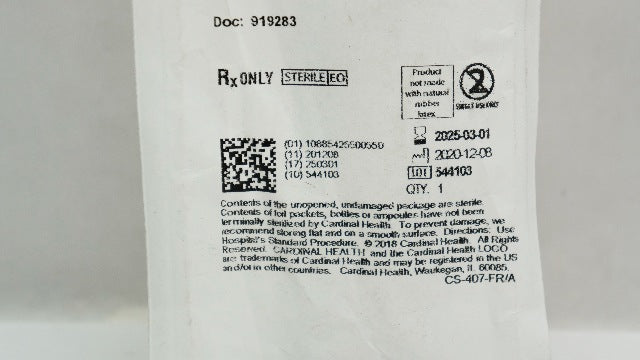 Doc: 919283
Rx ONLY STERILE EO
Product
not made
with natural
rubber
latex
2
SINGLE USE ONLY
2025-03-01
(01) 10885425500550
(11) 201208
(17) 250301
(10) 544103
2020-12-08
LOT 544103
QTY. 1
Contents of the unopened, undamaged package are sterile.
Contents of foil packets, bottles or ampoules have not been
terminally sterilized by Cardinal Health. To prevent damage, we
recommend storing flat and on a smooth surface. Directions: Use
Hospital's Standard Procedure. © 2018 Cardinal Health. All Rights
Reserved. CARDINAL HEALTH and the Cardinal Health LOGO
are trademarks of Cardinal Health and may be registered in the US
and/or in other countries. Cardinal Health, Waukegan, IL 60085.
CS-407-FR/A